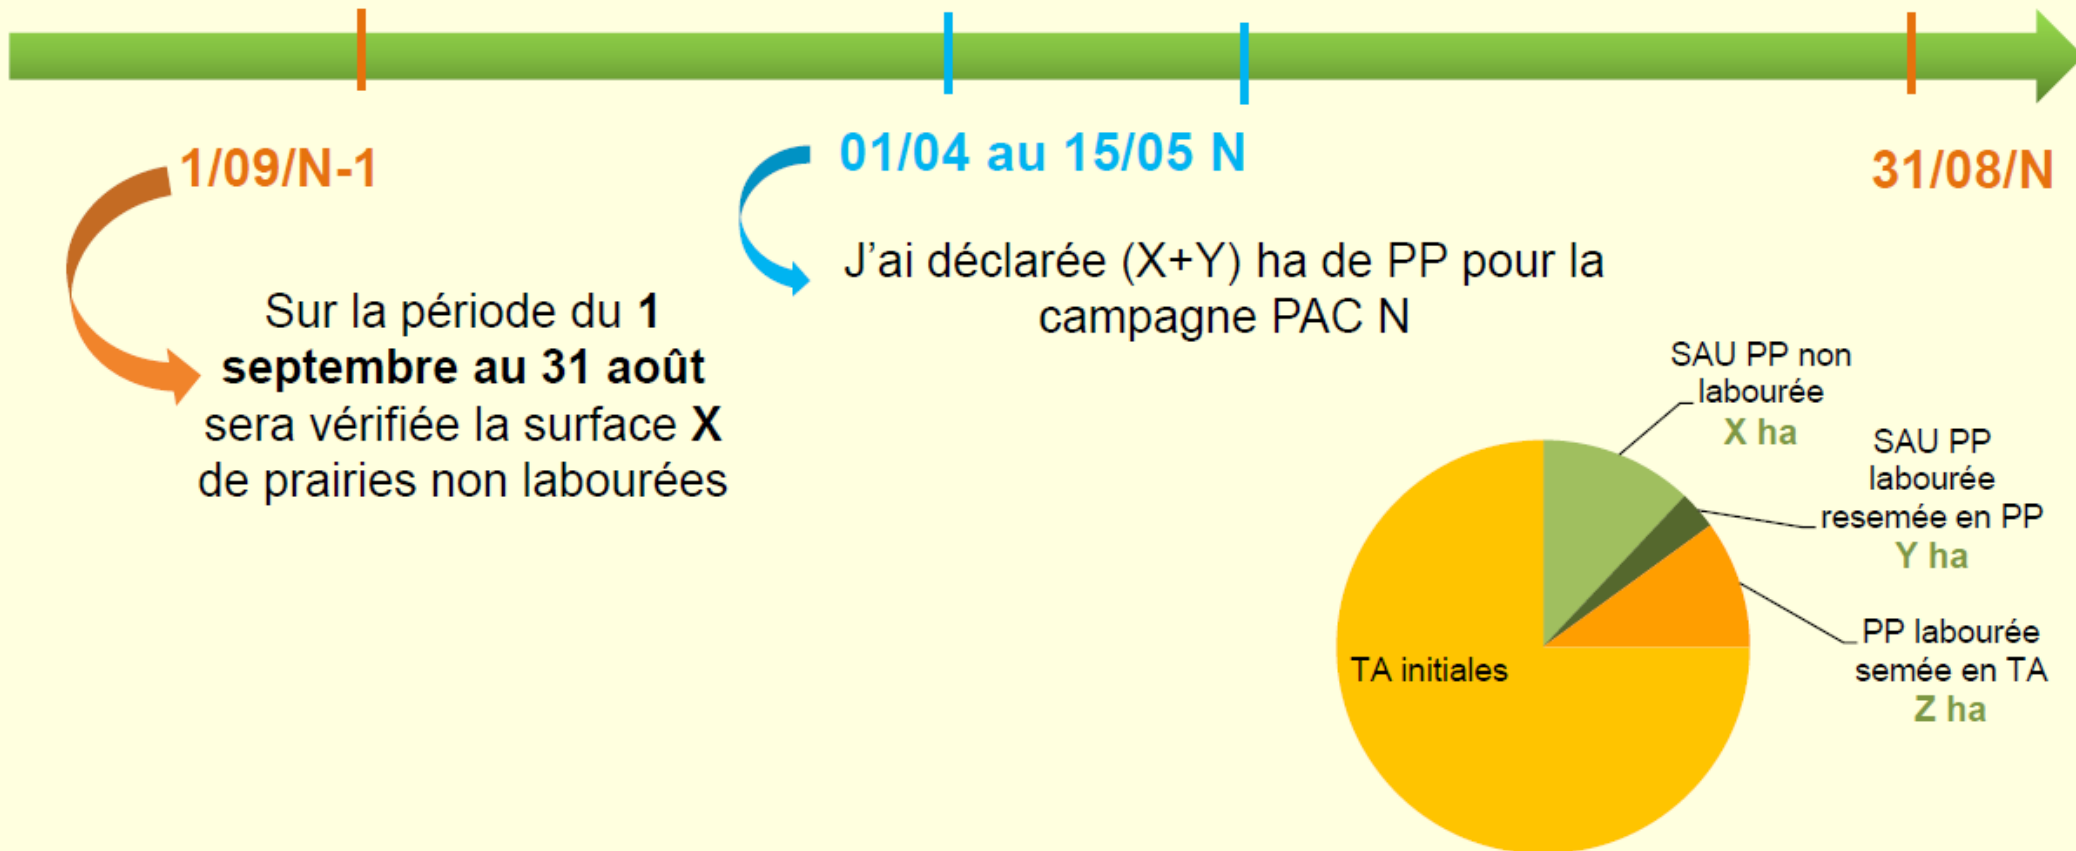 1/09/N-1
01/04 au 15/05 N
31/08/N
Sur la période du 1
septembre au 31 août
sera vérifiée la surface X
de prairies non labourées
J'ai déclarée (X+Y) ha de PP pour la
campagne PAC N
SAU PP non
labourée
X ha
SAU PP
labourée
resemée en PP
Y ha
PP labourée
semée en TA
Z ha
TA initiales